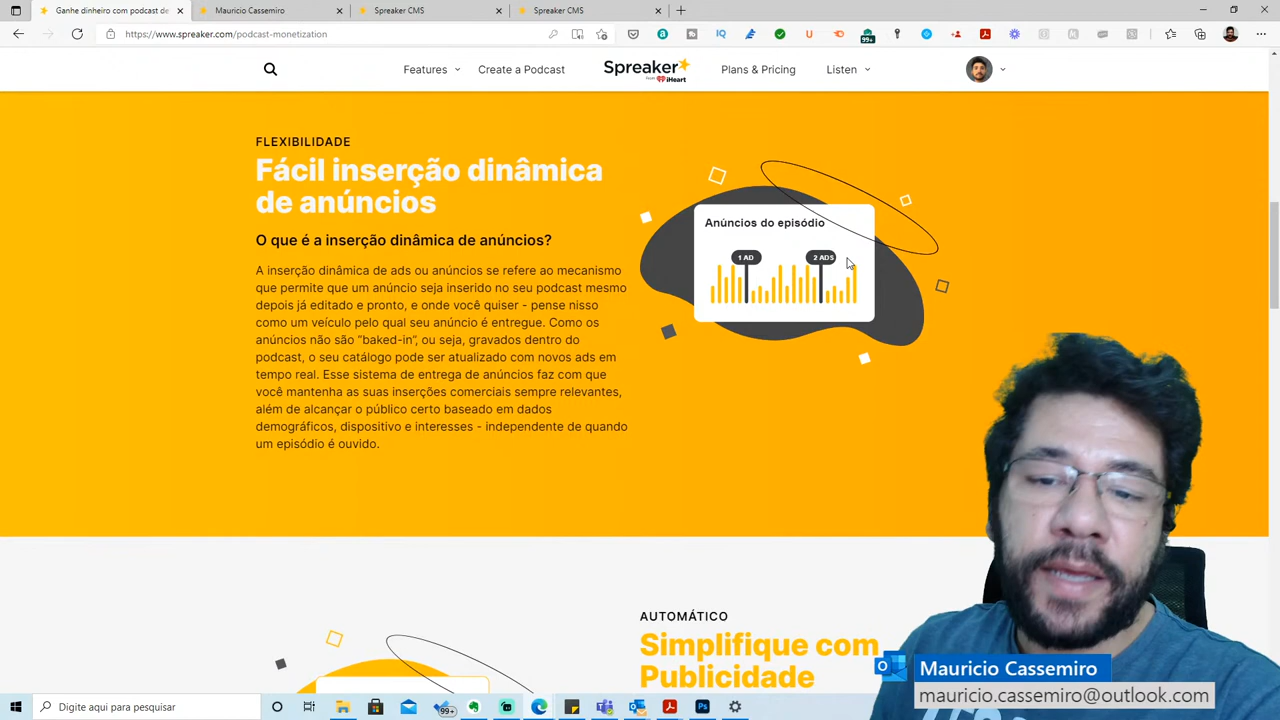 Ganhe dinheiro com podcast de
Mauricio Cassemiro
Spreaker CMS
Spreaker CMS
https://www.spreaker.com/podcast-monetization
99+
Features
Create a Podcast
Spreaker
iHeart
Plans & Pricing
Listen
FLEXIBILIDADE
Fácil inserção dinâmica
de anúncios
O que é a inserção dinâmica de anúncios?
A inserção dinâmica de ads ou anúncios se refere ao mecanismo
que permite que um anúncio seja inserido no seu podcast mesmo
depois já editado e pronto, e onde você quiser - pense nisso
como um veículo pelo qual seu anúncio é entregue. Como os
anúncios não são "baked-in", ou seja, gravados dentro do
podcast, o seu catálogo pode ser atualizado com novos ads em
tempo real. Esse sistema de entrega de anúncios faz com que
você mantenha as suas inserções comerciais sempre relevantes,
além de alcançar o público certo baseado em dados
demográficos, dispositivo e interesses - independente de quando
um episódio é ouvido.
Anúncios do episódio
1 AD
2 ADS
AUTOMÁTICO
Simplifique com
Publicidade
Mauricio Cassemiro
mauricio.cassemiro@outlook.com
Digite aqui para pesquisar
99+